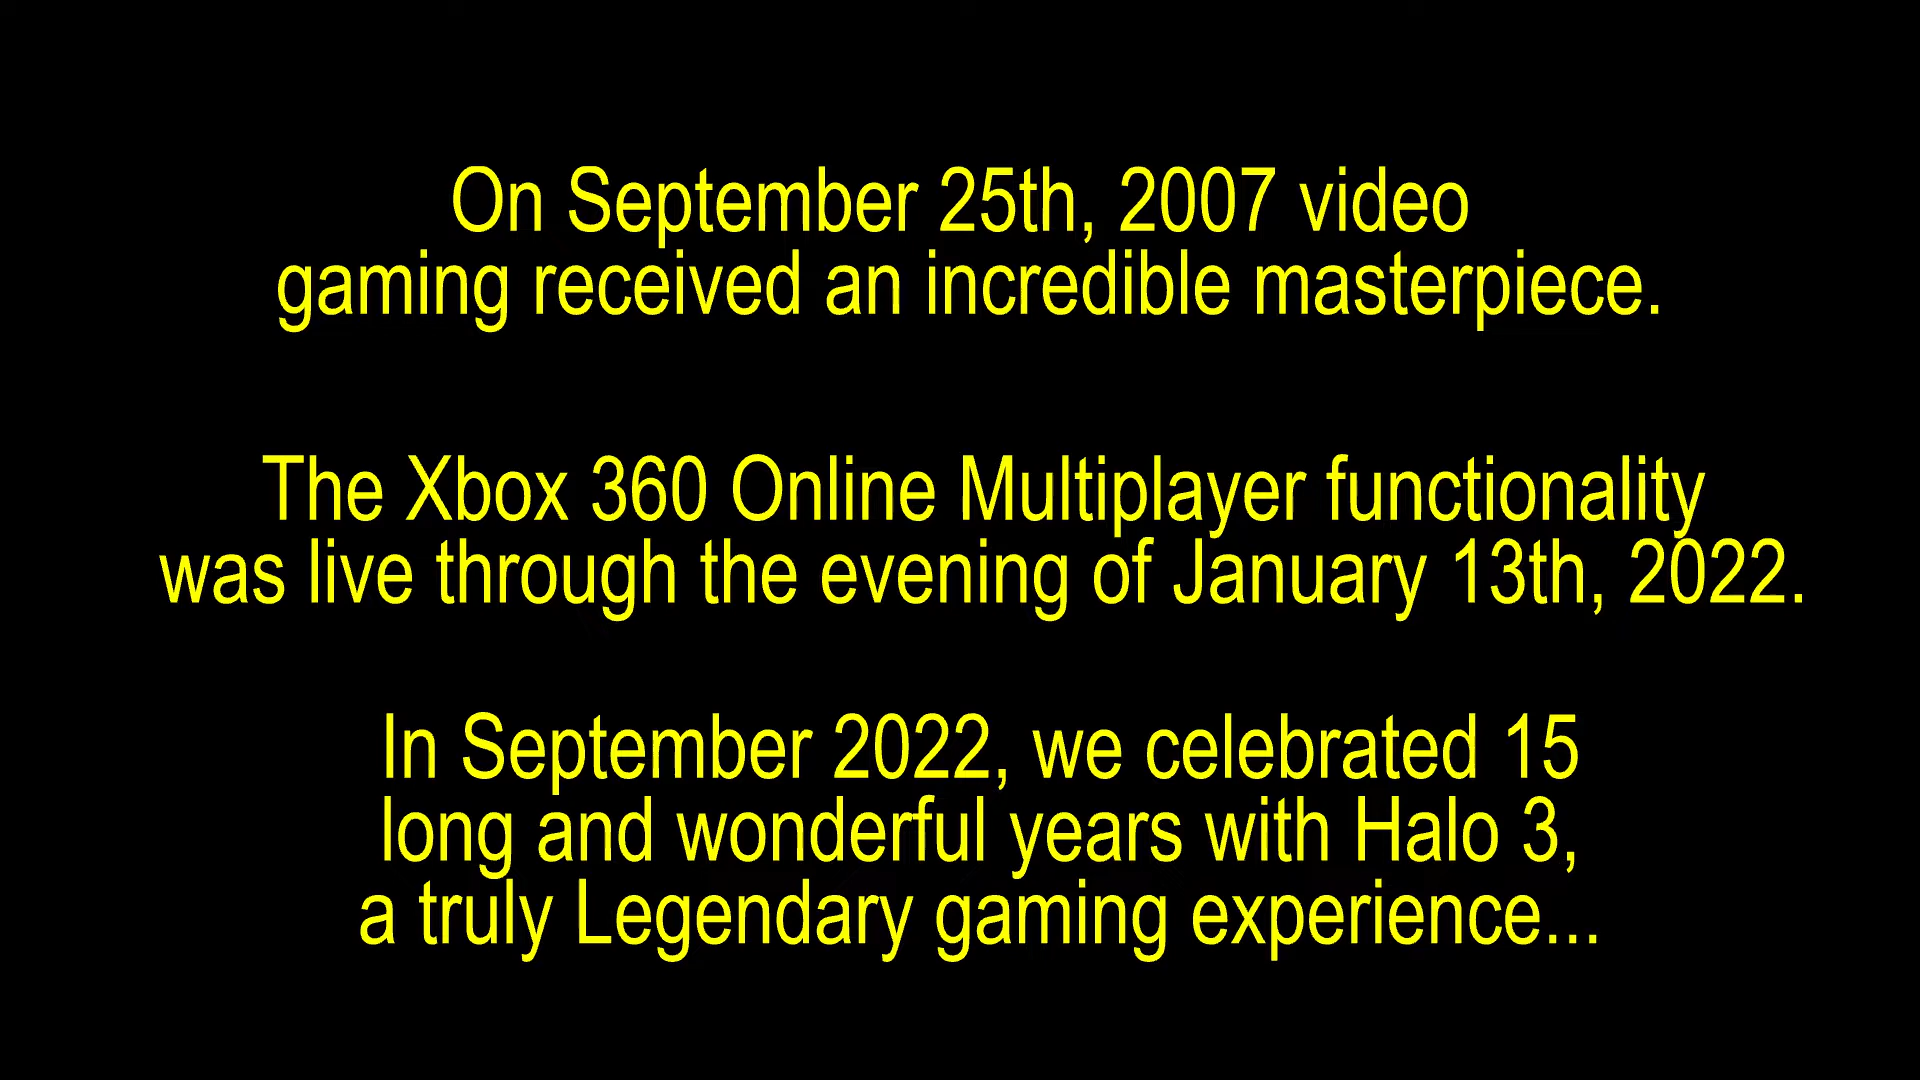 On September 25th, 2007 video
gaming received an incredible masterpiece.
The Xbox 360 Online Multiplayer functionality
was live through the evening of January 13th, 2022.
In September 2022, we celebrated 15
long and wonderful years with Halo 3,
a truly Legendary gaming experience...